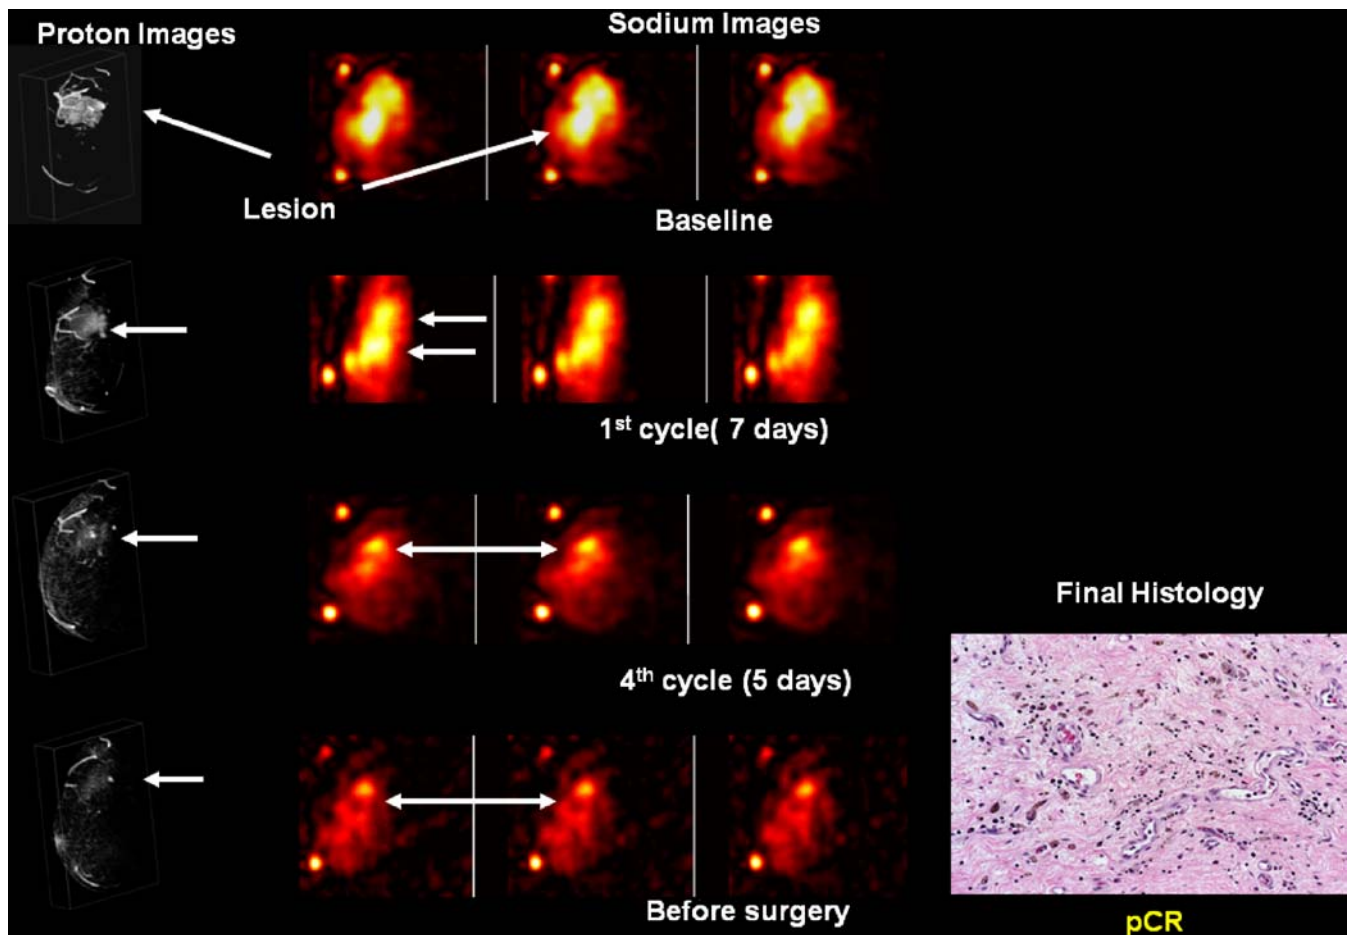 Proton Images
Sodium Images
Lesion
Baseline
1st cycle( 7 days)
4th cycle (5 days)
Final Histology
Before surgery
pCR